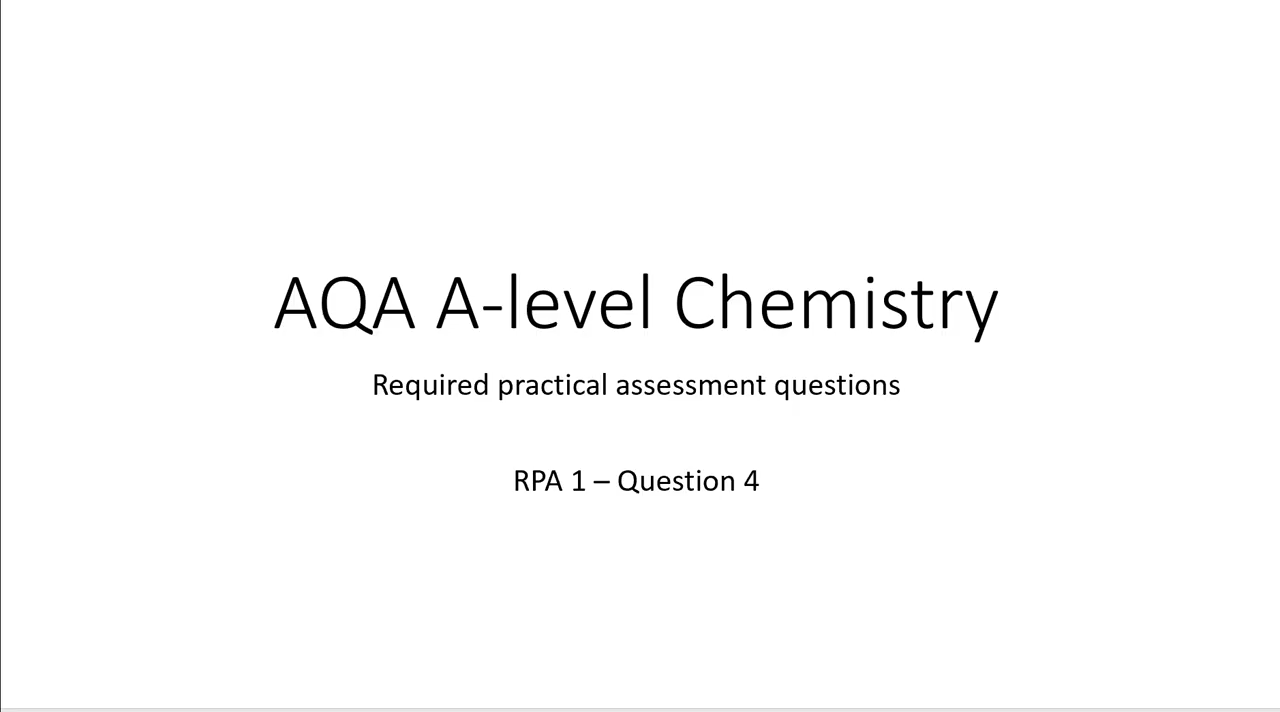 AQA A-level Chemistry
Required practical assessment questions
RPA 1 – Question 4